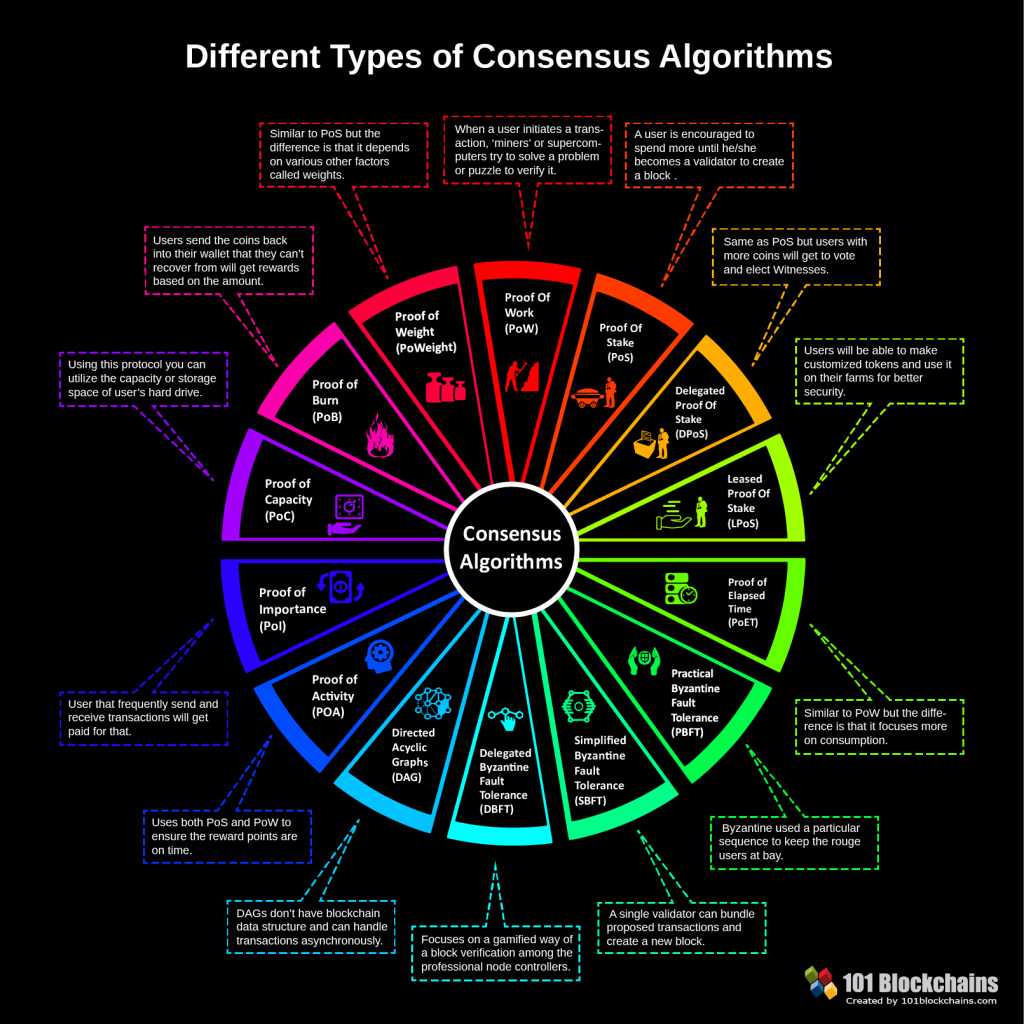 Different Types of Consensus Algorithms
Similar to PoS but the
difference is that it depends
on various other factors
called weights.
When a user initiates a trans-
action, ‘miners’ or supercom-
puters try to solve a problem
or puzzle to verify it.
A user is encouraged to
spend more until he/she
becomes a validator to create
a block .
Users send the coins back
into their wallet that they can’t
recover from will get rewards
based on the amount.
Same as PoS but users with
more coins will get to vote
and elect Witnesses.
Using this protocol you can
utilize the capacity or storage
space of user’s hard drive.
Users will be able to make
customized tokens and use it
on their farms for better
security.
Proof of
Weight
(PoWeight)
Proof Of
Work
(PoW)
Proof Of
Stake
(PoS)
Proof of
Burn
(PoB)
Delegated
Proof Of
Stake
(DPoS)
Proof of
Capacity
(PoC)
Leased
Proof Of
Stake
(LPoS)
Consensus
Algorithms
Proof of
Importance
(PoI)
Proof of
Elapsed
Time
(PoET)
Proof of
Activity
(POA)
Practical
Byzantine
Fault
Tolerance
(PBFT)
Directed
Acyclic
Graphs
(DAG)
Delegated
Byzantine
Fault
Tolerance
(DBFT)
Simplified
Byzantine
Fault
Tolerance
(SBFT)
User that frequently send and
receive transactions will get
paid for that.
Similar to PoW but the diffe-
rence is that it focuses more
on consumption.
Uses both PoS and PoW to
ensure the reward points are
on time.
Byzantine used a particular
sequence to keep the rouge
users at bay.
DAGs don’t have blockchain
data structure and can handle
transactions asynchronously.
Focuses on a gamified way of
a block verification among the
professional node controllers.
A single validator can bundle
proposed transactions and
create a new block.
101 Blockchains
Created by 101blockchains.com